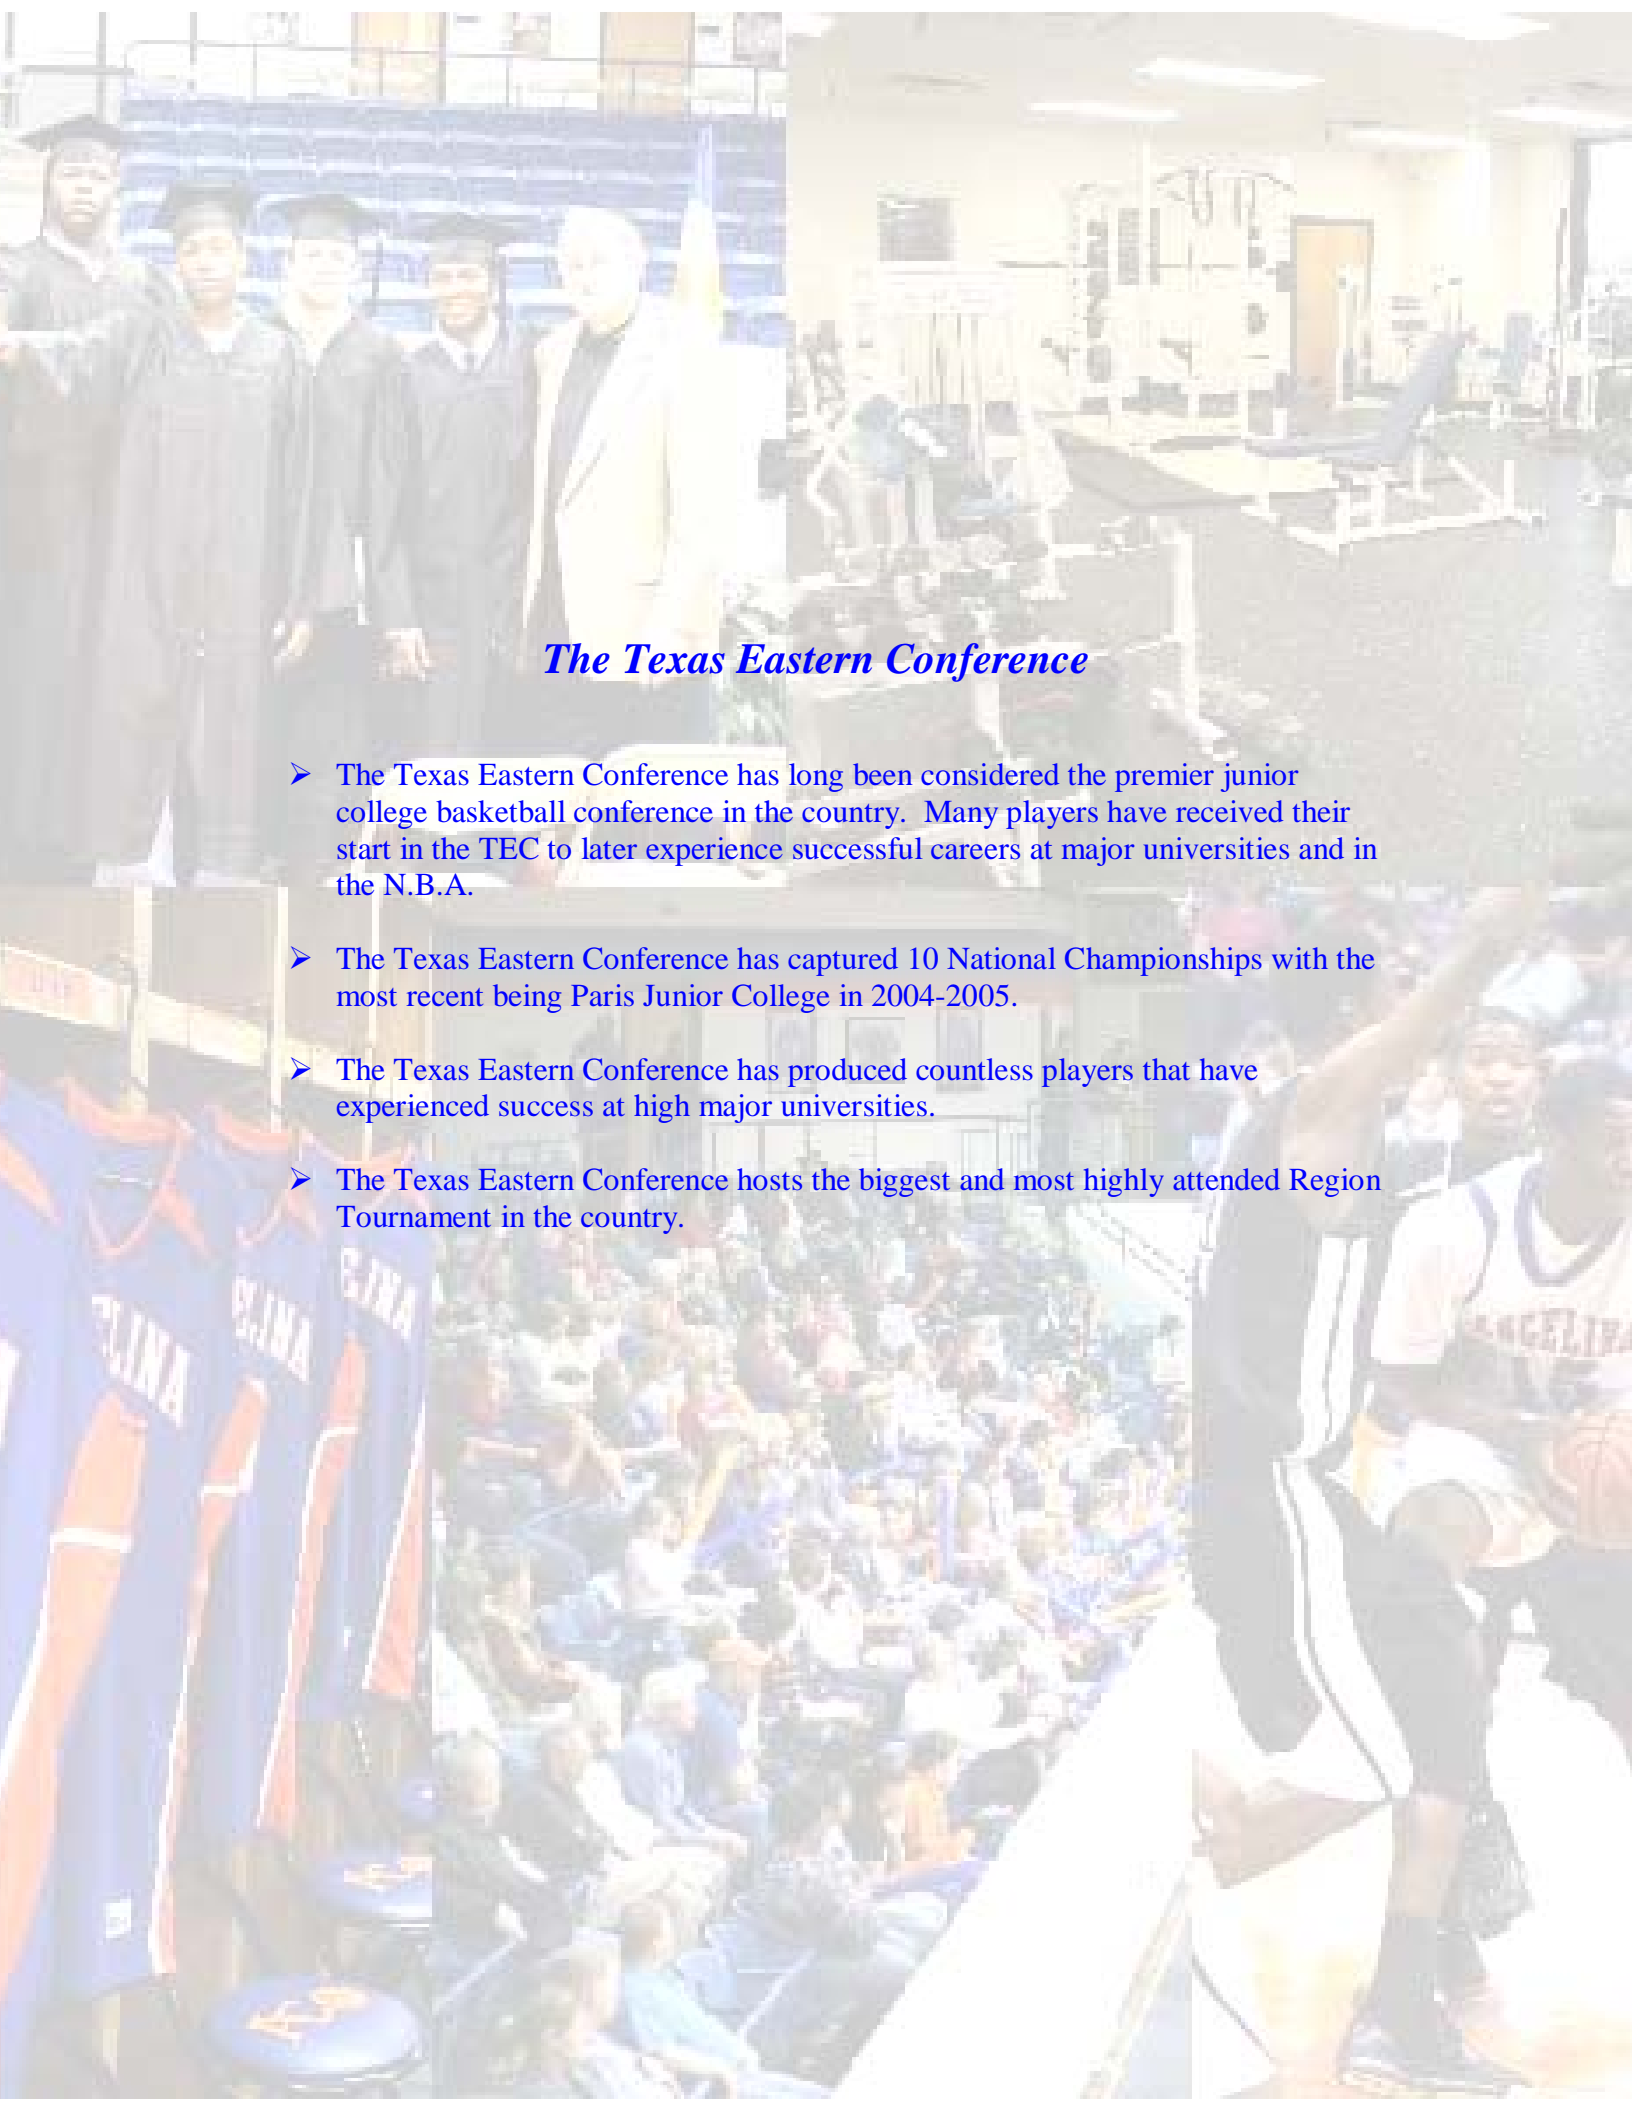 The Texas Eastern Conference
➢ The Texas Eastern Conference has long been considered the premier junior
college basketball conference in the country.  Many players have received their
start in the TEC to later experience successful careers at major universities and in
the N.B.A.
➢ The Texas Eastern Conference has captured 10 National Championships with the
most recent being Paris Junior College in 2004-2005.
➢ The Texas Eastern Conference has produced countless players that have
experienced success at high major universities.
➢ The Texas Eastern Conference hosts the biggest and most highly attended Region
Tournament in the country.
LINA